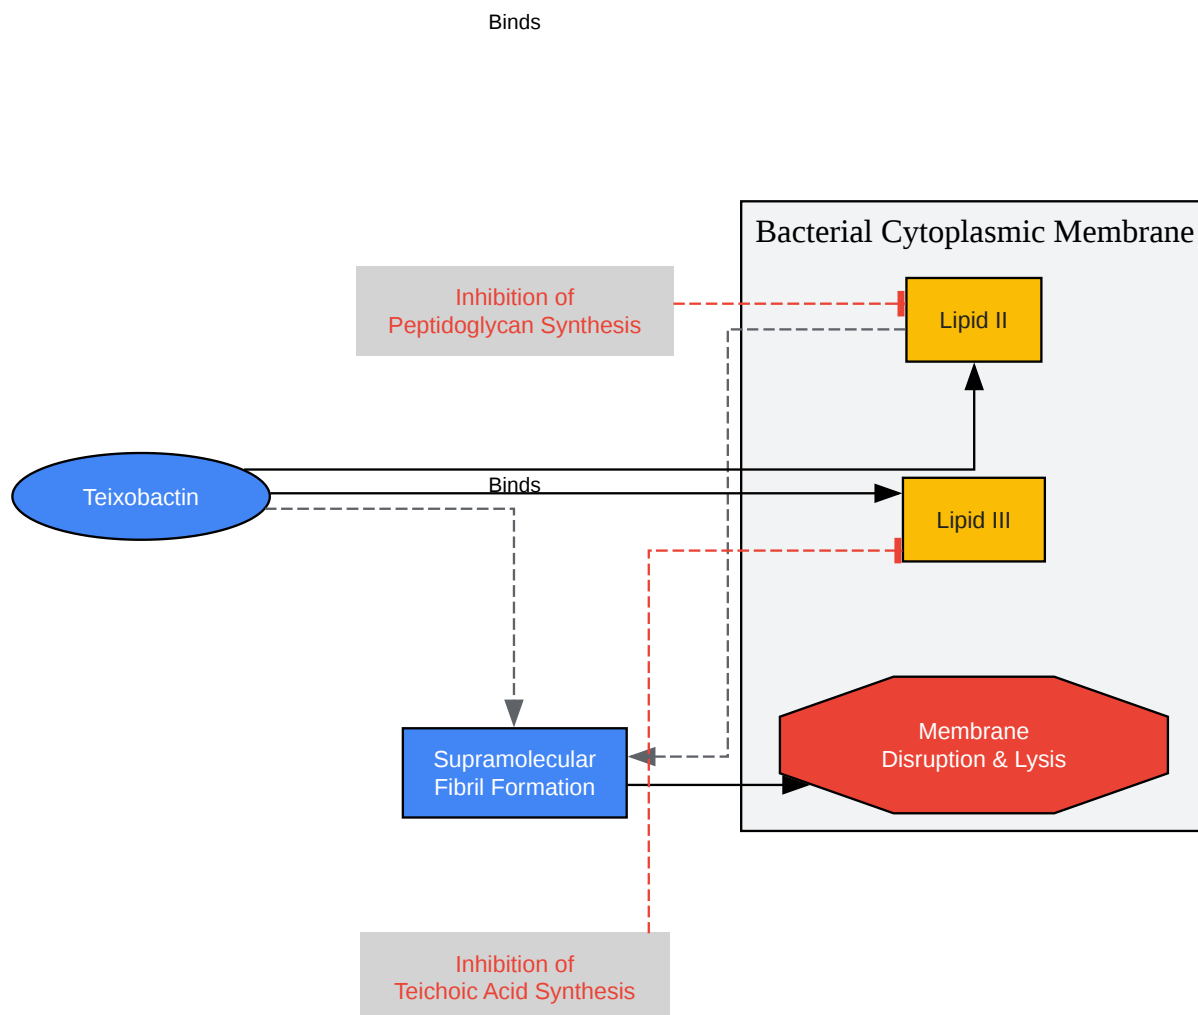 Binds
Bacterial Cytoplasmic Membrane
Inhibition of
Peptidoglycan Synthesis
Lipid II
Teixobactin
Binds
Lipid III
Supramolecular
Fibril Formation
Membrane
Disruption & Lysis
Inhibition of
Teichoic Acid Synthesis